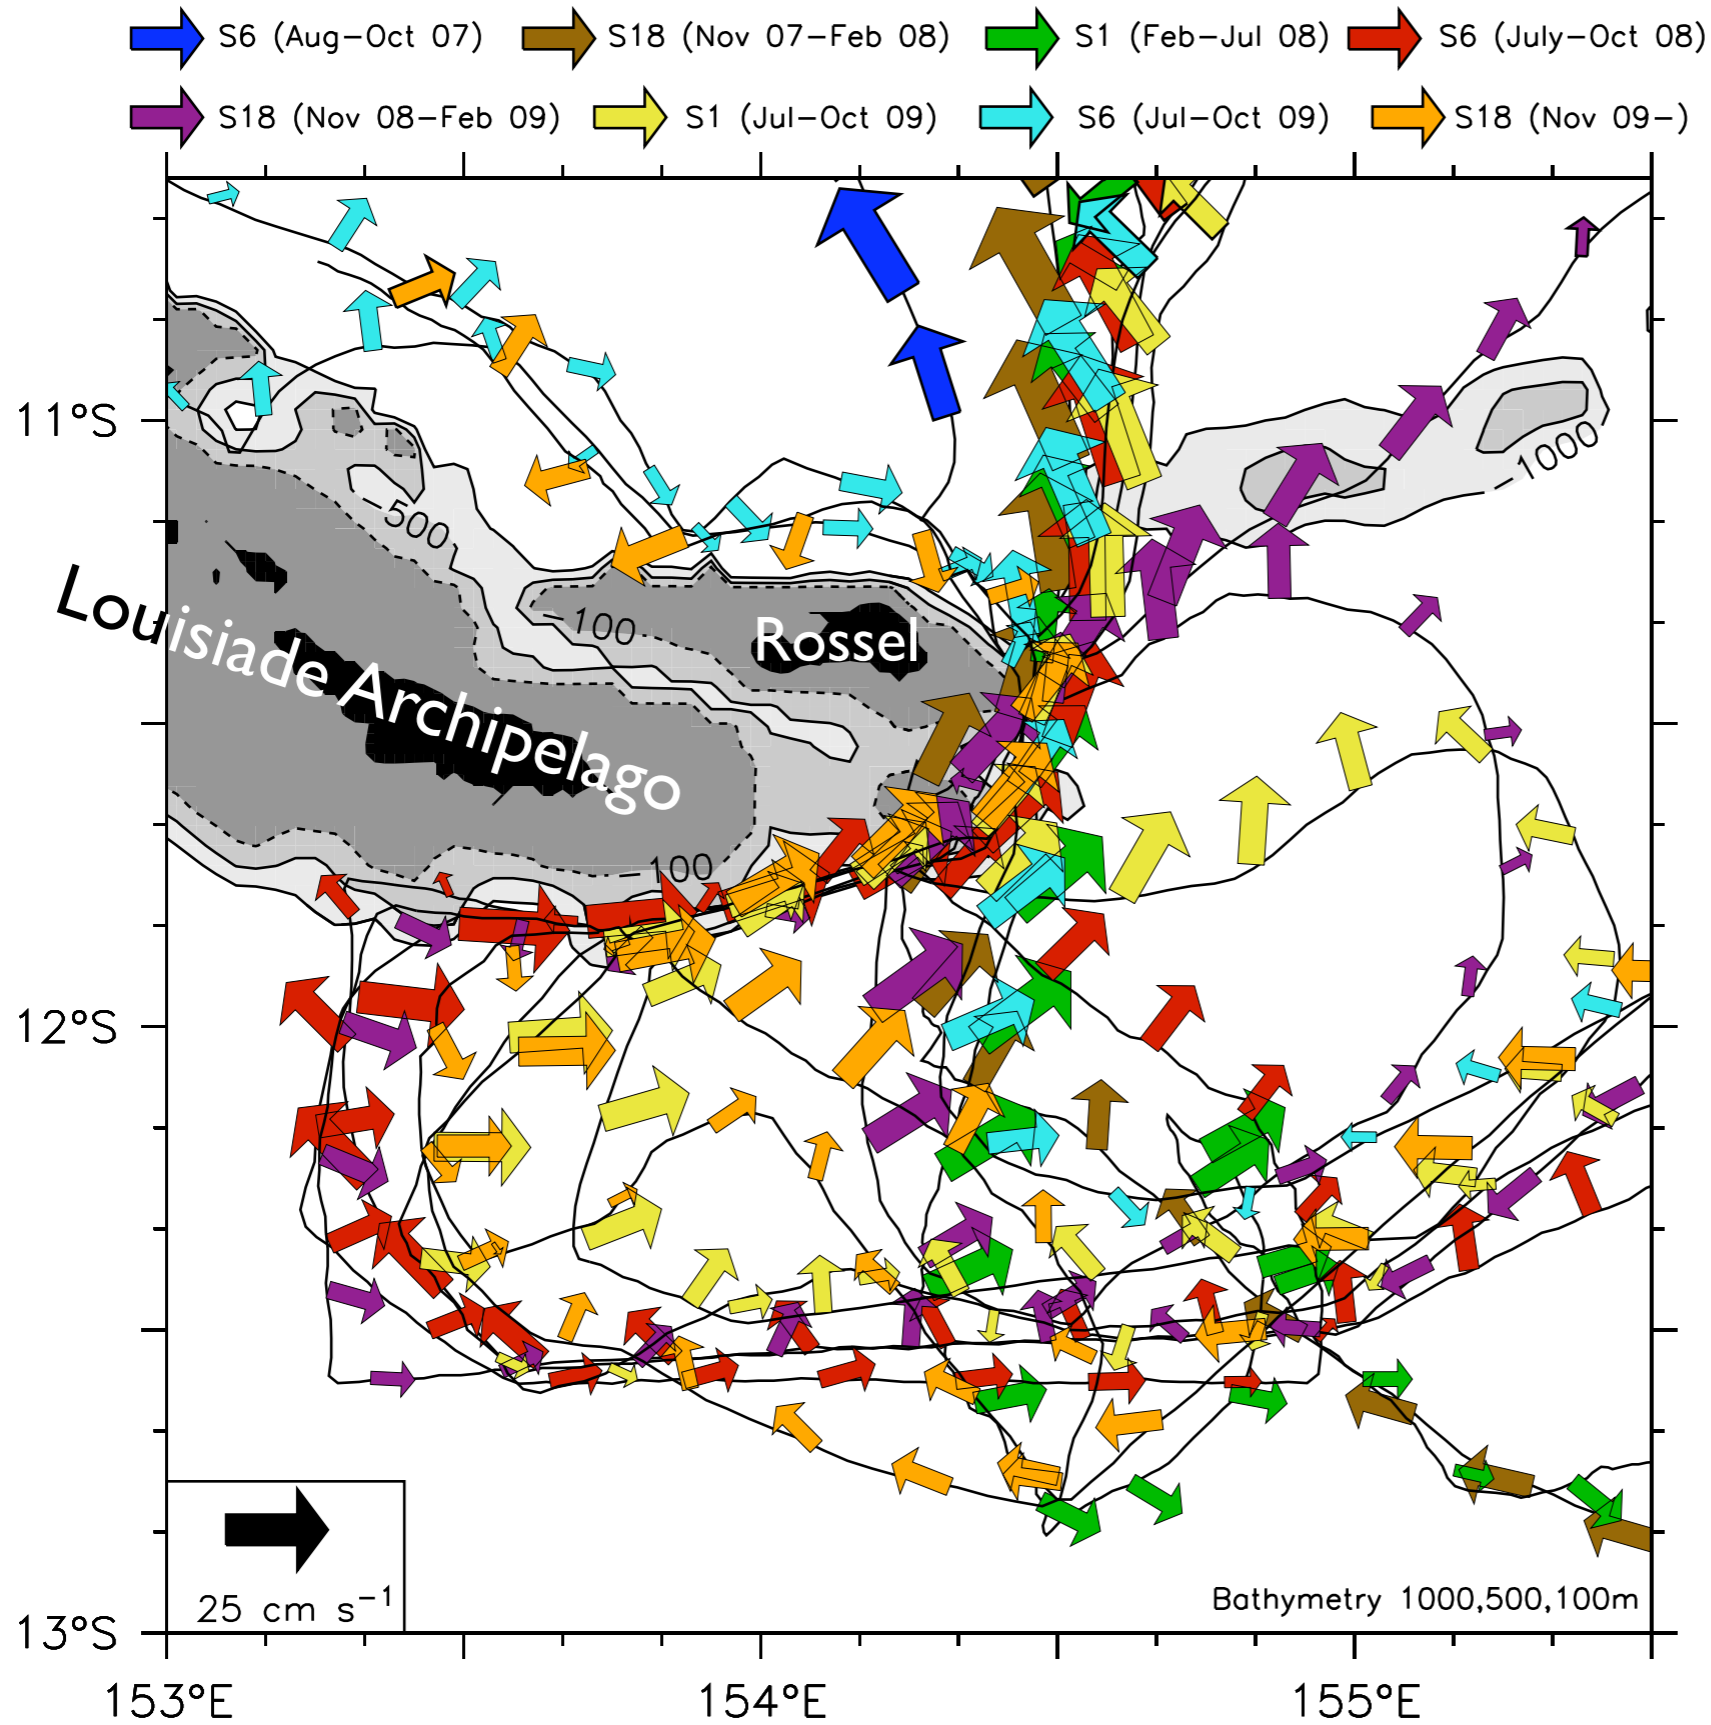 S6 (Aug-Oct 07) S18 (Nov 07-Feb 08) S1 (Feb-Jul 08) S6 (July-Oct 08)
S18 (Nov 08-Feb 09) S1 (Jul-Oct 09) S6 (Jul-Oct 09) S18 (Nov 09-)
11°S
1000
500
Louisiade Archipelago
100
Rossel
100
12°S
25 cm s⁻¹
Bathymetry 1000,500,100m
13°S
153°E 154°E 155°E